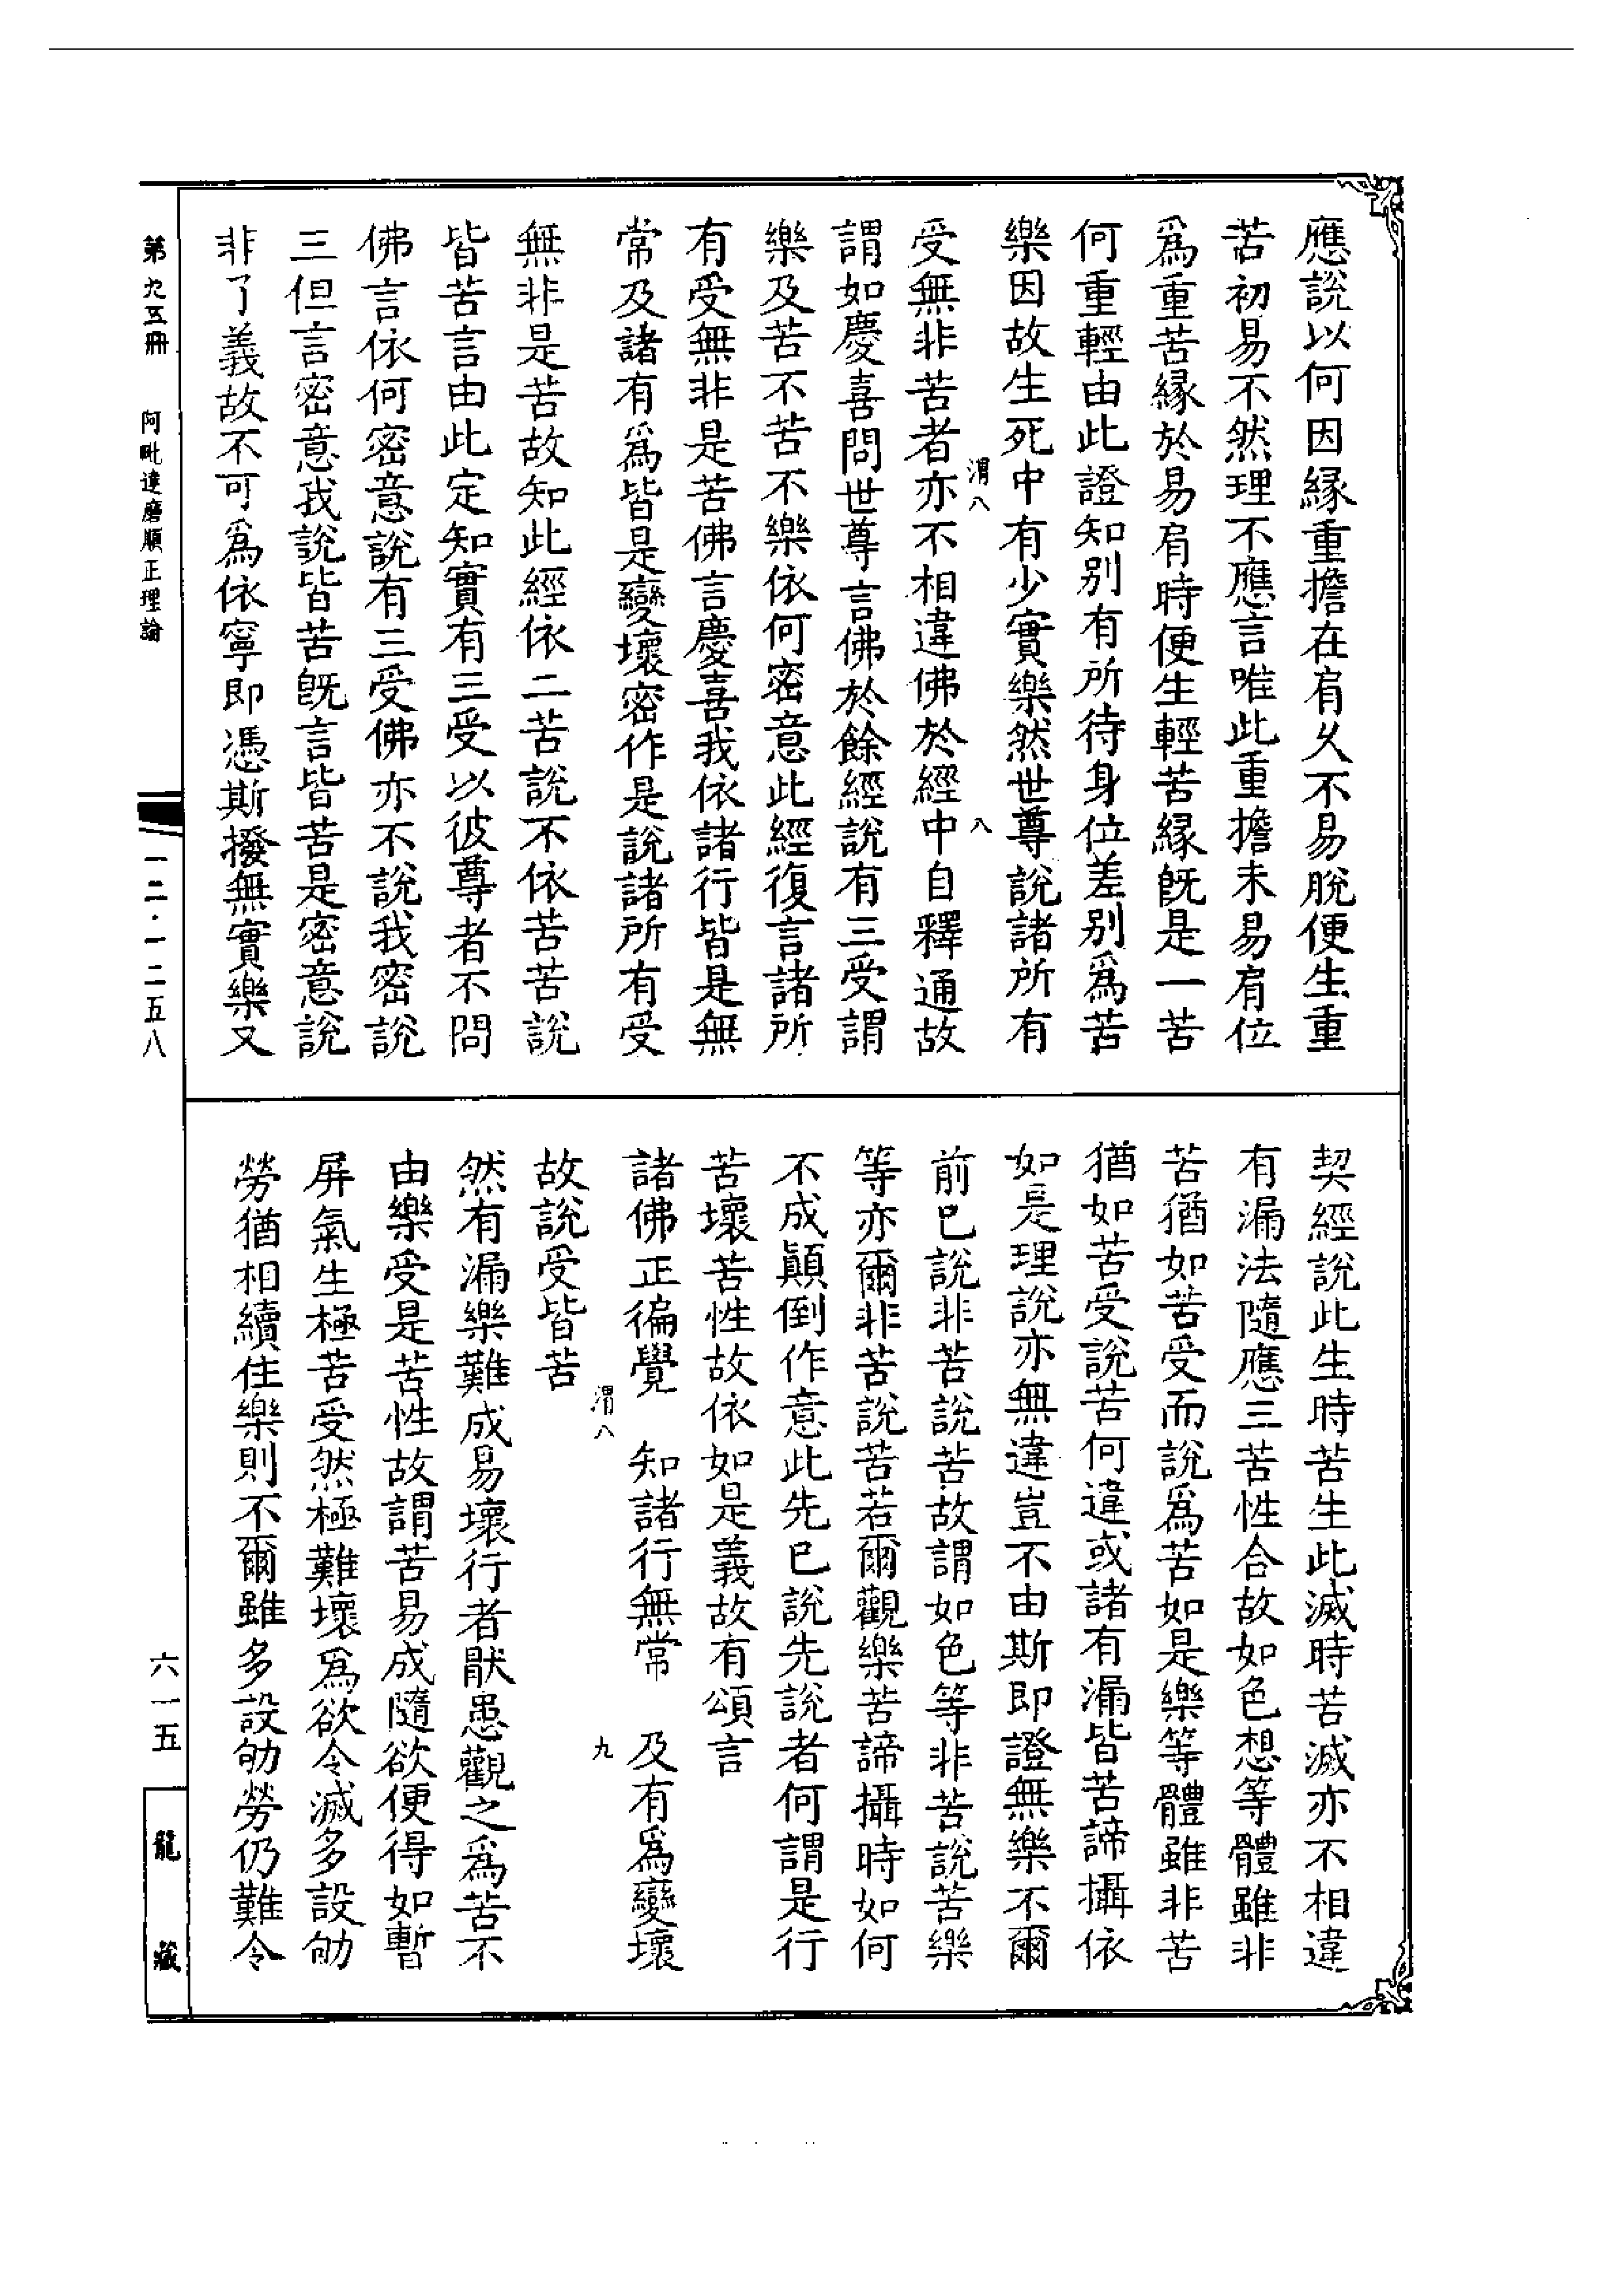 應說以何因緣重擔在肩久不易脫便生重
苦初易不然理不應言唯此重擔未易肩位
爲重苦緣於易肩時便生輕苦緣旣是一苦
何重輕由此證知別有所待身位差別爲苦
樂因故生死中有少實樂然世尊說諸所有
渭八
八
受無非苦者亦不相違佛於經中自釋通故
謂如慶喜問世尊言佛於餘經說有三受謂
樂及苦不苦不樂依何密意此經復言諸所
有受無非是苦佛言慶喜我依諸行皆是無
常及諸有爲皆是變壞密作是說諸所有受
無非是苦故知此經依二苦說不依苦苦說
皆苦言由此定知實有三受以彼尊者不問
佛言依何密意說有三受佛亦不說我密說
三但言密意我說皆苦旣言皆苦是密意說
非了義故不可爲依寧即憑斯撥無實樂又
契經說此生時苦生此滅時苦滅亦不相違
有漏法隨應三苦性合故如色想等體雖非
苦猶如苦受而說爲苦如是樂等體雖非苦
猶如苦受說苦何違或諸有漏皆苦諦攝依
如是理說亦無違豈不由斯即證無樂不爾
前已說非苦說苦故謂如色等非苦說苦樂
等亦爾非苦說苦若爾觀樂苦諦攝時如何
不成顚倒作意此先已說先說者何謂是行
苦壞苦性故依如是義故有頌言
諸佛正徧覺　知諸行無常　及有爲變壞
渭八
九
故說受皆苦
然有漏樂難成易壞行者猒患觀之爲苦不
由樂受是苦性故謂苦易成隨欲便得如暫
屏氣生極苦受然極難壞爲欲令滅多設劬
勞猶相續住樂則不爾雖多設劬勞仍難令
第九五冊　阿毗達磨順正理論
一二·一二五八
六一五
龍藏